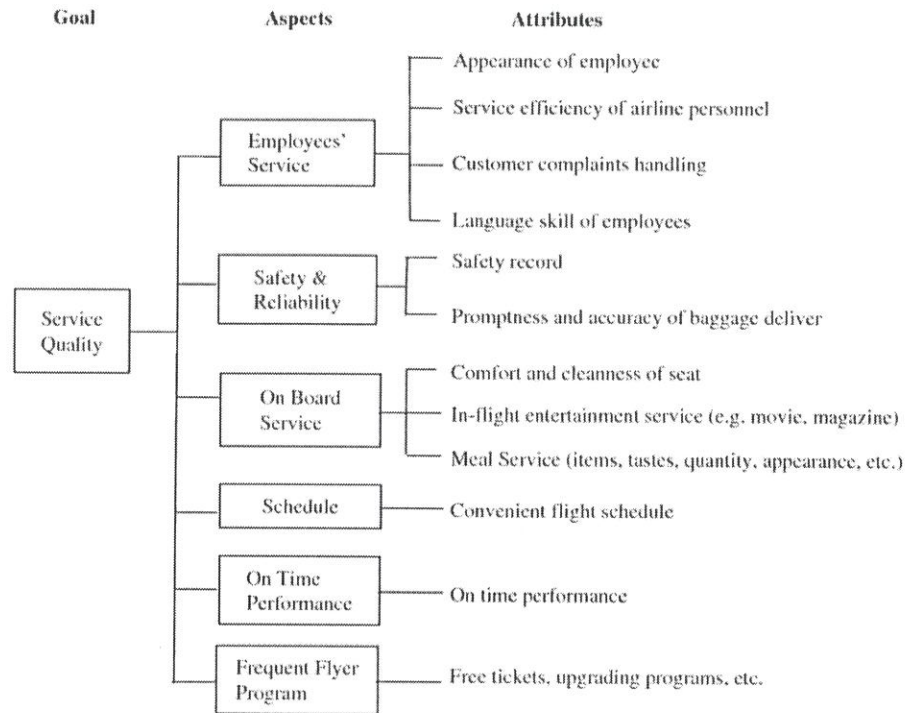 Goal Aspects Attributes
Appearance of employee
Service efficiency of airline personnel
Employees'
Service
Customer complaints handling
Language skill of employees
Safety record
Safety &
Reliability
Promptness and accuracy of baggage deliver
Service
Quality
Comfort and cleanness of seat
On Board
Service
In-flight entertainment service (e.g. movie, magazine)
Meal Service (items, tastes, quantity, appearance, etc.)
Schedule
Convenient flight schedule
On Time
Performance
On time performance
Frequent Flyer
Program
Free tickets, upgrading programs, etc.